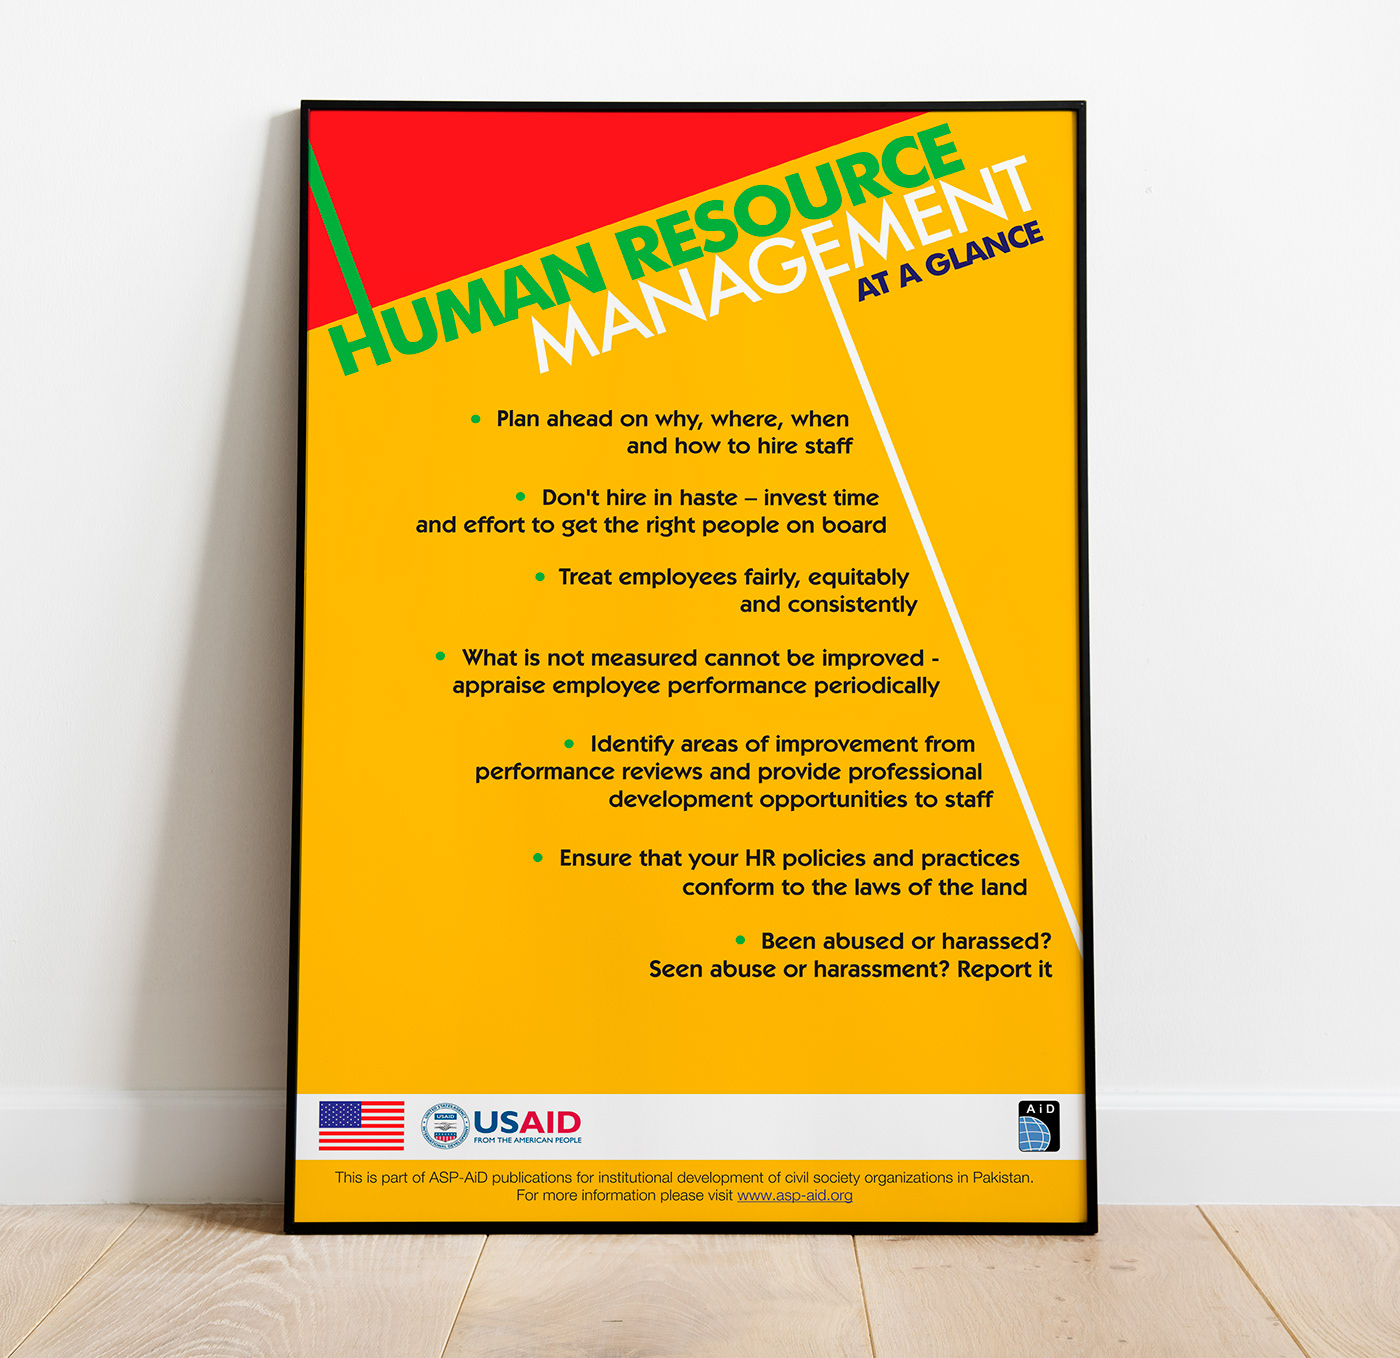 HUMAN RESOURCE
MANAGEMENT
AT A GLANCE
• Plan ahead on why, where, when
and how to hire staff
• Don't hire in haste – invest time
and effort to get the right people on board
• Treat employees fairly, equitably
and consistently
• What is not measured cannot be improved -
appraise employee performance periodically
• Identify areas of improvement from
performance reviews and provide professional
development opportunities to staff
• Ensure that your HR policies and practices
conform to the laws of the land
• Been abused or harassed?
Seen abuse or harassment? Report it
UNITED STATES AGENCY
USAID
INTERNATIONAL DEVELOPMENT
USAID
FROM THE AMERICAN PEOPLE
AiD
This is part of ASP-AiD publications for institutional development of civil society organizations in Pakistan.
For more information please visit www.asp-aid.org